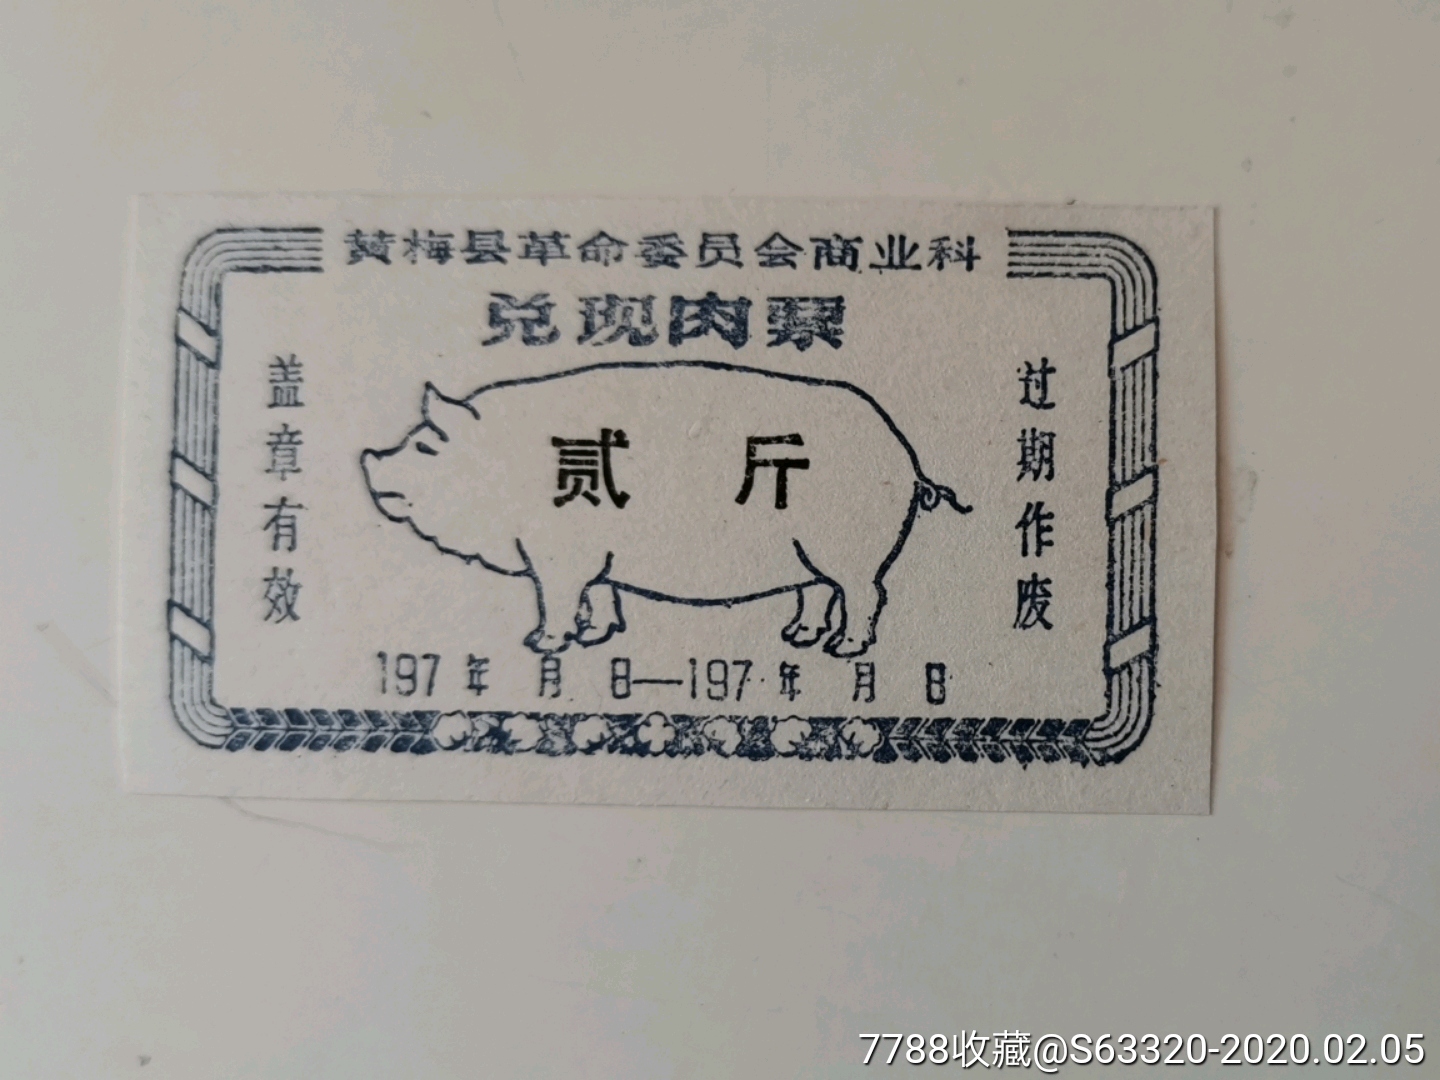 黄梅县革命委员会商业科
兑现肉票
盖章有效
贰 斤
过期作废
197 年 月 日—197 年 月 日
7788收藏@S63320-2020.02.05